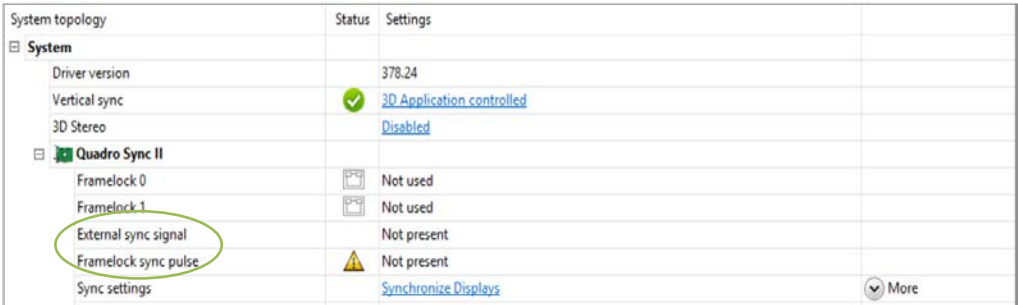 System topology Status Settings
System
Driver version 378.24
Vertical sync 3D Application controlled
3D Stereo Disabled
Quadro Sync II
Framelock 0 Not used
Framelock 1 Not used
External sync signal Not present
Framelock sync pulse Not present
Sync settings Synchronize Displays More